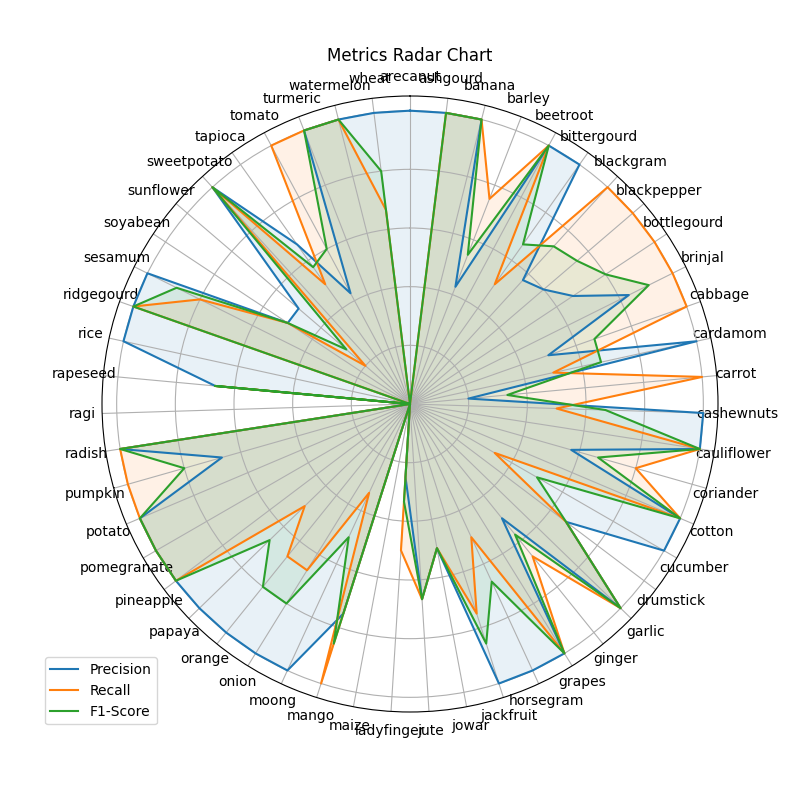 Metrics Radar Chart
arecanut
ashgourd
banana
barley
beetroot
bittergourd
blackgram
blackpepper
bottlegourd
brinjal
cabbage
cardamom
carrot
cashewnuts
cauliflower
coriander
cotton
cucumber
drumstick
garlic
ginger
grapes
horsegram
jackfruit
jowar
jute
ladyfinger
maize
mango
moong
onion
orange
papaya
pineapple
pomegranate
potato
pumpkin
radish
ragi
rapeseed
rice
ridgegourd
sesamum
soyabean
sunflower
sweetpotato
tapioca
tomato
turmeric
watermelon
wheat
Precision
Recall
F1-Score